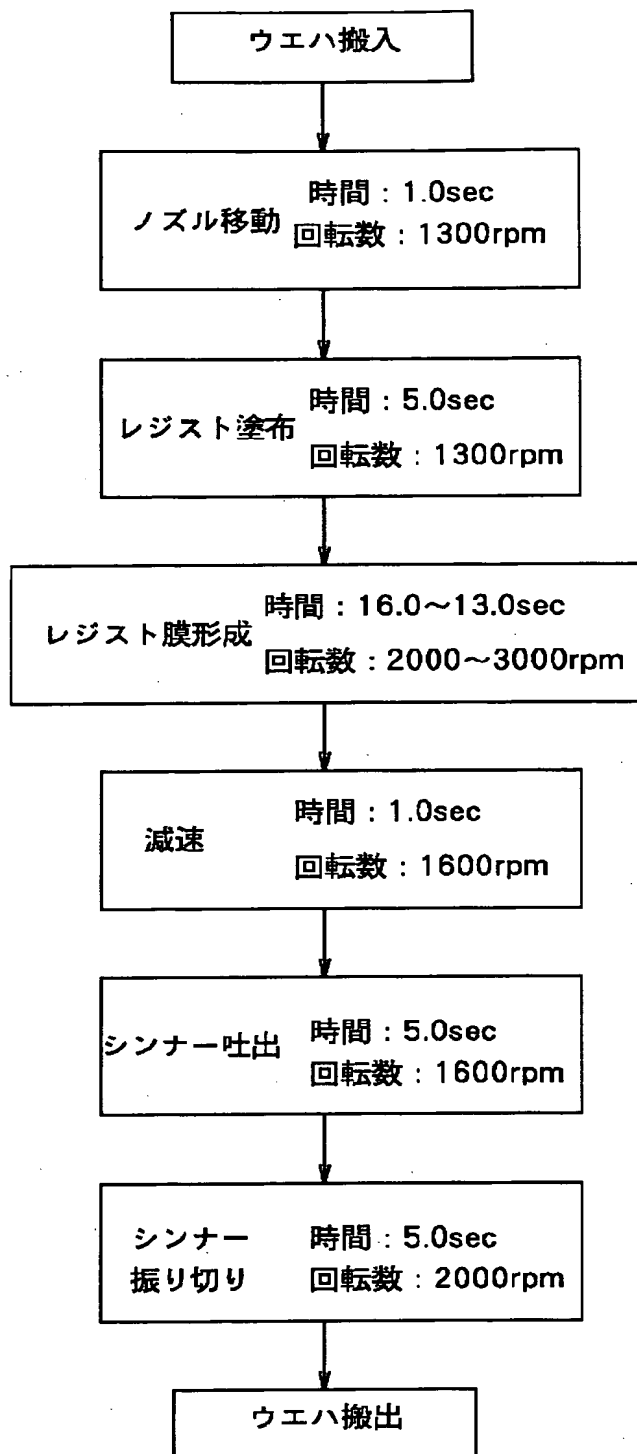 ウエハ搬入
ノズル移動
時間：1.0sec
回転数：1300rpm
レジスト塗布
時間：5.0sec
回転数：1300rpm
レジスト膜形成
時間：16.0～13.0sec
回転数：2000～3000rpm
減速
時間：1.0sec
回転数：1600rpm
シンナー吐出
時間：5.0sec
回転数：1600rpm
シンナー
振り切り
時間：5.0sec
回転数：2000rpm
ウエハ搬出